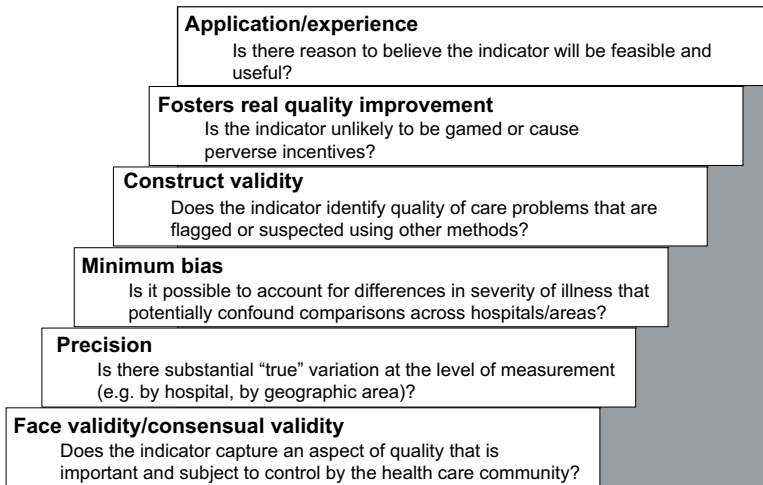 Application/experience
Is there reason to believe the indicator will be feasible and
useful?
Fosters real quality improvement
Is the indicator unlikely to be gamed or cause
perverse incentives?
Construct validity
Does the indicator identify quality of care problems that are
flagged or suspected using other methods?
Minimum bias
Is it possible to account for differences in severity of illness that
potentially confound comparisons across hospitals/areas?
Precision
Is there substantial “true” variation at the level of measurement
(e.g. by hospital, by geographic area)?
Face validity/consensual validity
Does the indicator capture an aspect of quality that is
important and subject to control by the health care community?